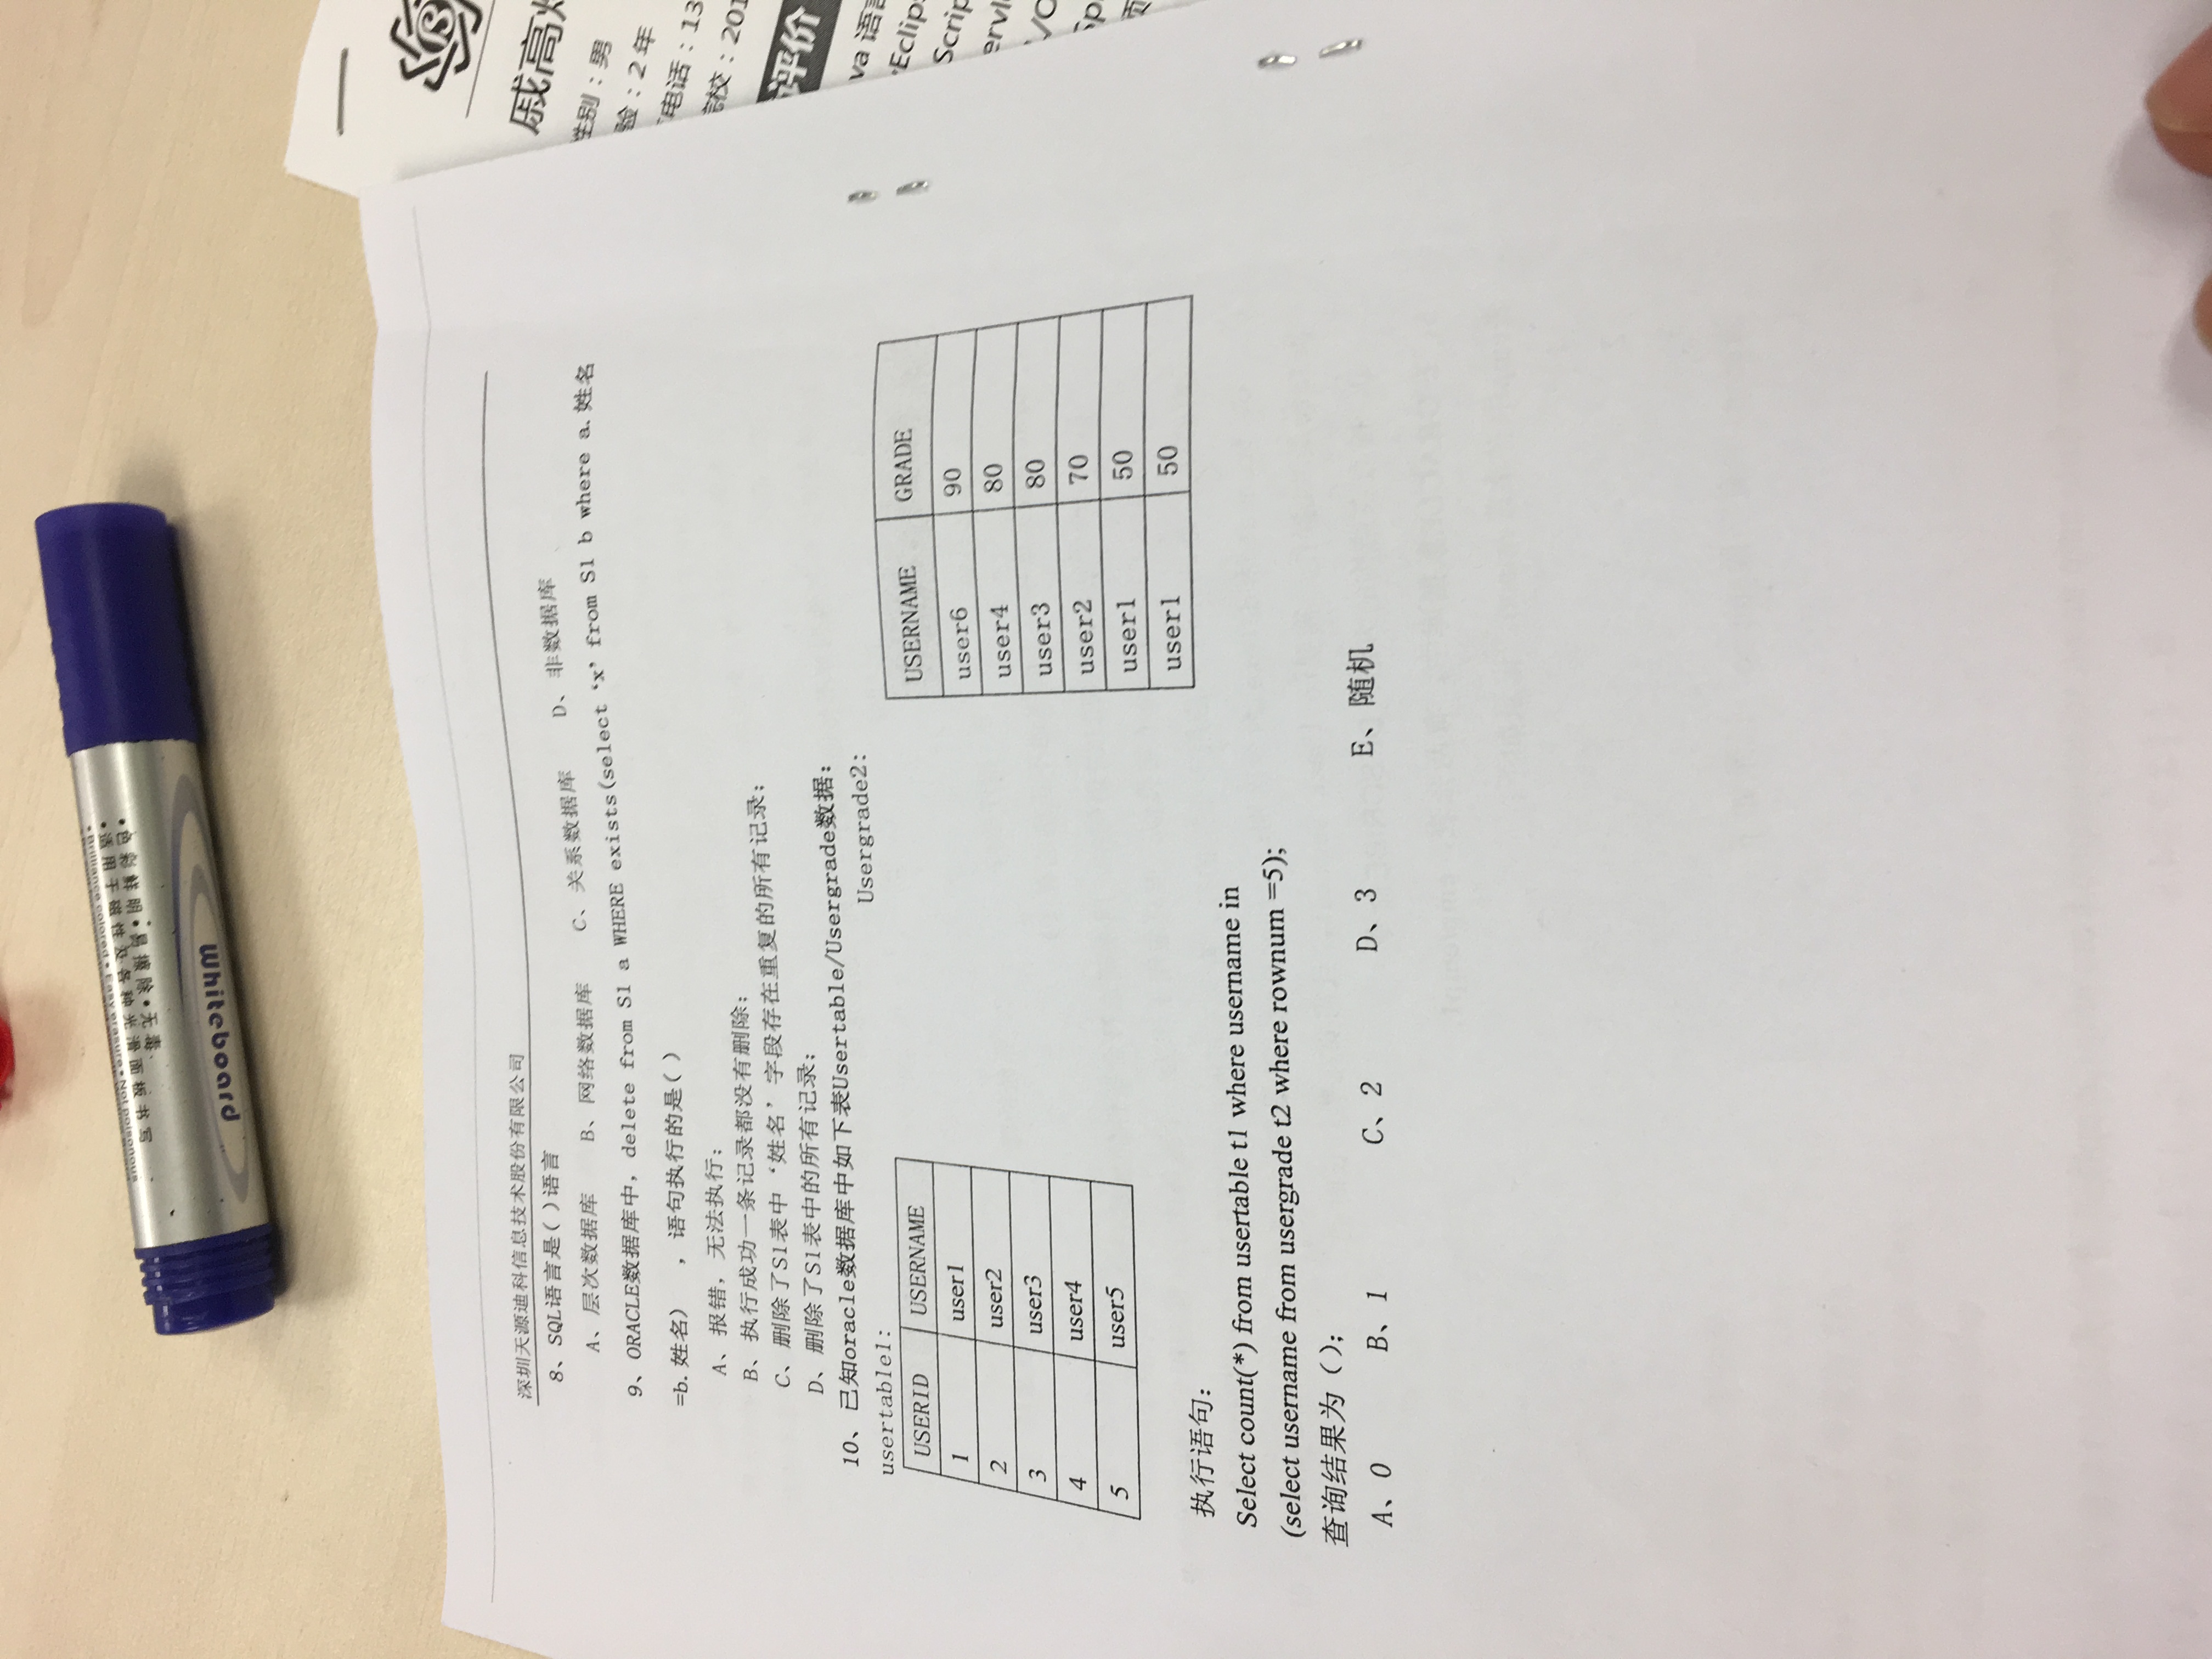 Whiteboard
•色彩鲜明•易擦除•无毒
•适用于磁性及各种光滑面板书写
•Brilliance colored •Easy erasure •Not poisonous
深圳天源迪科信息技术股份有限公司
8、SQL语言是( )语言
A、层次数据库 B、网络数据库 C、关系数据库 D、非数据库
9、ORACLE数据库中，delete from S1 a WHERE exists(select ‘x’ from S1 b where a.姓名
=b.姓名) ，语句执行的是( )
A、报错，无法执行；
B、执行成功一条记录都没有删除；
C、删除了S1表中‘姓名’字段存在重复的所有记录；
D、删除了S1表中的所有记录；
10、已知oracle数据库中如下表Usertable/Usergrade数据：
usertable1:
USERID USERNAME
1 user1
2 user2
3 user3
4 user4
5 user5
Usergrade2:
USERNAME GRADE
user6 90
user4 80
user3 80
user2 70
user1 50
user1 50
执行语句：
Select count(*) from usertable t1 where username in
(select username from usergrade t2 where rownum =5);
查询结果为（）；
A、0 B、1 C、2 D、3 E、随机
戚高
性别：男
验：2年
电话：13
院校：201
评价
va 语言
Eclip
Scrip
ervl
Sp